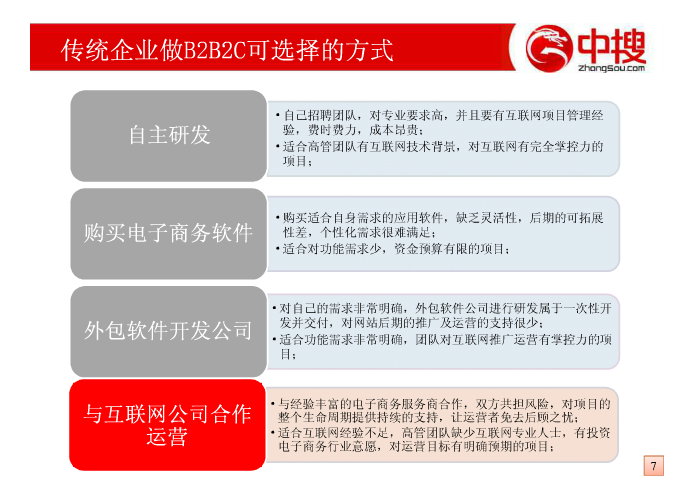 传统企业做B2B2C可选择的方式
中搜
zhongsou.com
自主研发
•自己招聘团队，对专业要求高，并且要有互联网项目管理经
验，费时费力，成本昂贵；
•适合高管团队有互联网技术背景，对互联网有完全掌控力的
项目；
购买电子商务软件
•购买适合自身需求的应用软件，缺乏灵活性，后期的可拓展
性差，个性化需求很难满足；
•适合对功能需求少，资金预算有限的项目；
外包软件开发公司
•对自己的需求非常明确，外包软件公司进行研发属于一次性开
发并交付，对网站后期的推广及运营的支持很少；
•适合功能需求非常明确，团队对互联网推广运营有掌控力的项
目；
与互联网公司合作
运营
•与经验丰富的电子商务服务商合作，双方共担风险，对项目的
整个生命周期提供持续的支持，让运营者免去后顾之忧；
•适合互联网经验不足，高管团队缺少互联网专业人士，有投资
电子商务行业意愿，对运营目标有明确预期的项目；
7